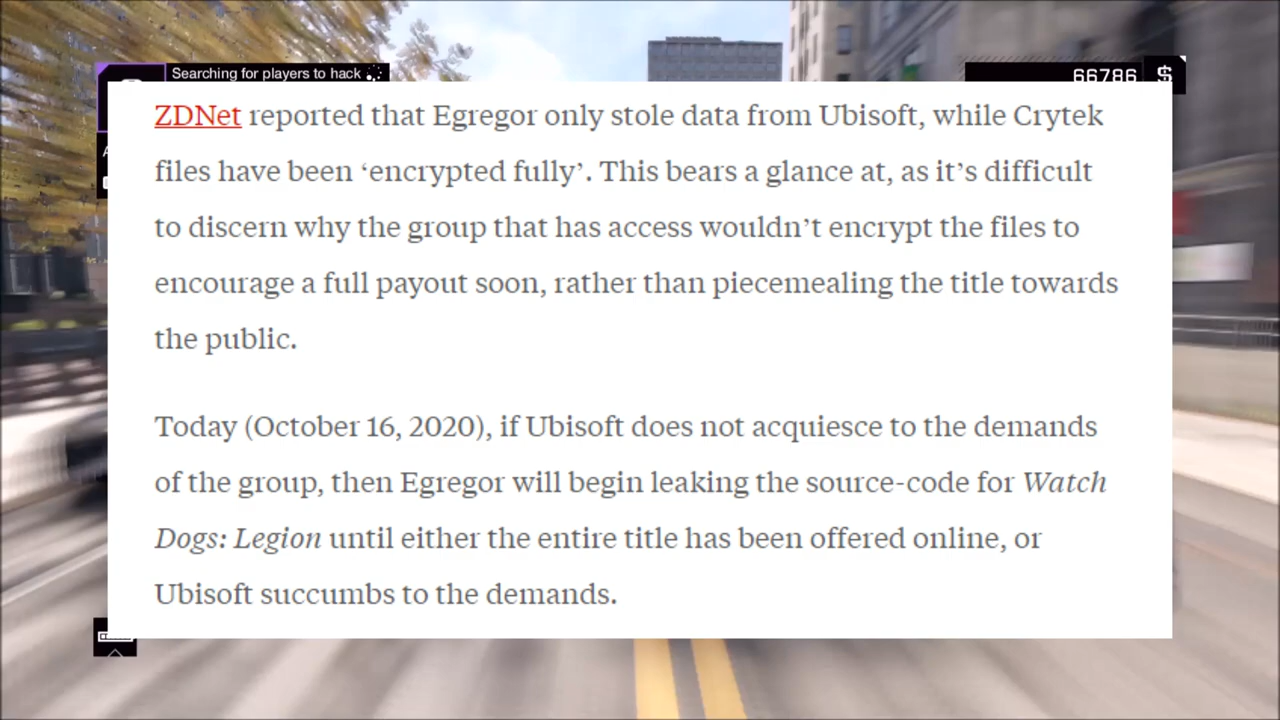 Searching for players to hack
66786 $
ZDNet reported that Egregor only stole data from Ubisoft, while Crytek
files have been ‘encrypted fully’. This bears a glance at, as it’s difficult
to discern why the group that has access wouldn’t encrypt the files to
encourage a full payout soon, rather than piecemealing the title towards
the public.
Today (October 16, 2020), if Ubisoft does not acquiesce to the demands
of the group, then Egregor will begin leaking the source-code for Watch
Dogs: Legion until either the entire title has been offered online, or
Ubisoft succumbs to the demands.